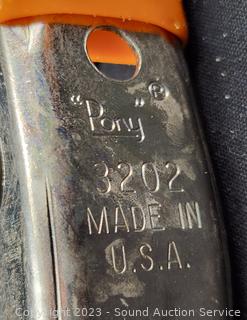 "Pony"®
3202
MADE IN
U.S.A.
© Copyright 2023 - Sound Auction Service